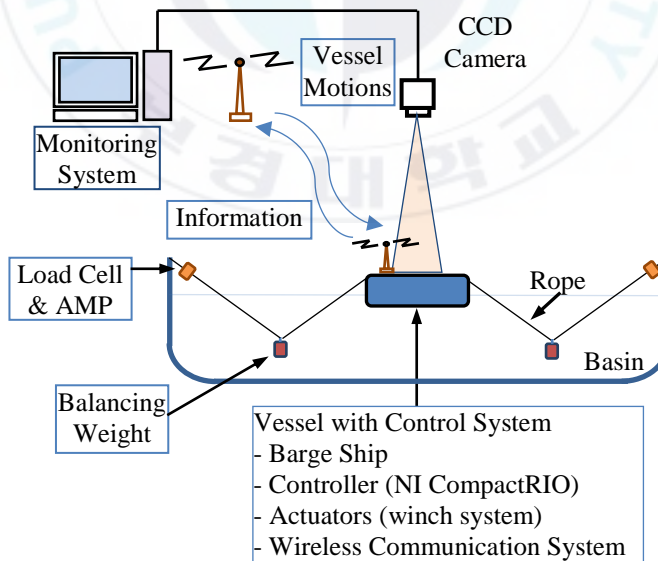 CCD
Camera
Vessel
Motions
Monitoring
System
Information
Load Cell
& AMP
Rope
Basin
Balancing
Weight
Vessel with Control System
- Barge Ship
- Controller (NI CompactRIO)
- Actuators (winch system)
- Wireless Communication System